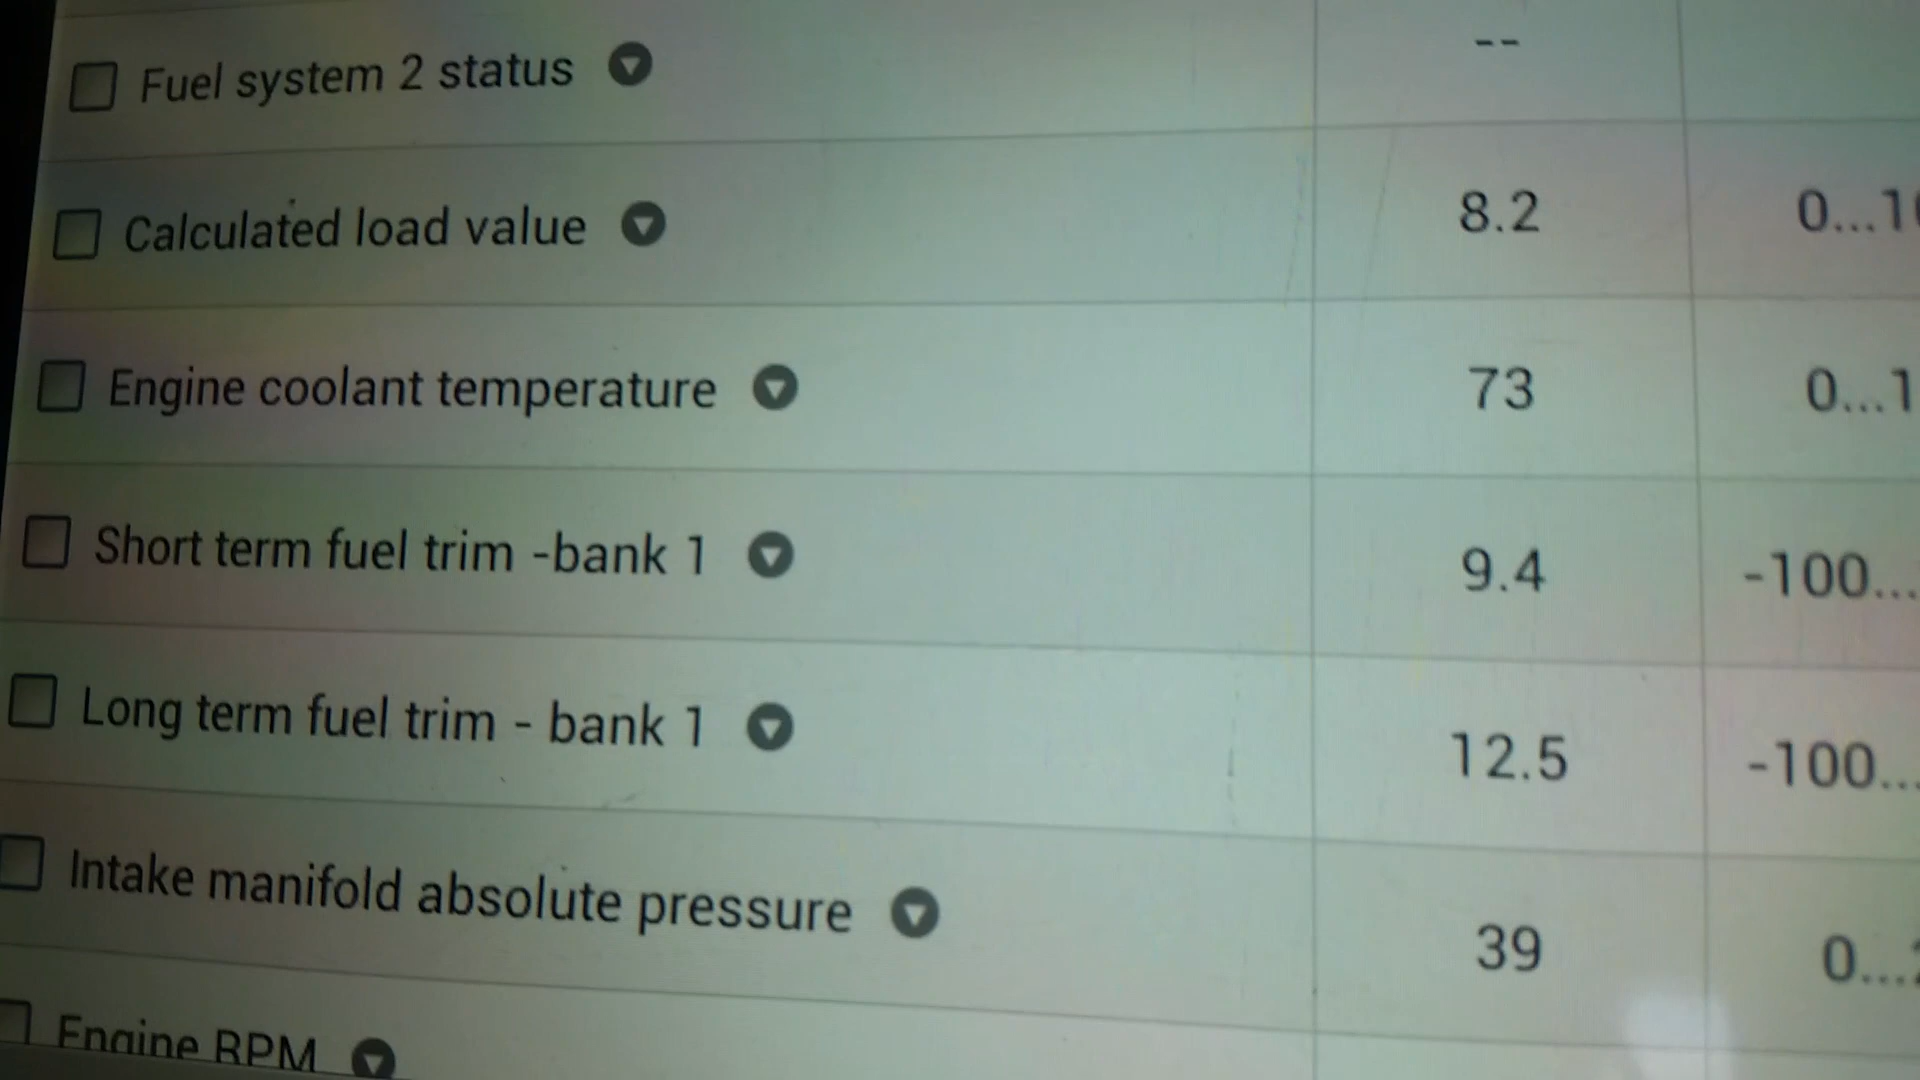 Fuel system 2 status --
Calculated load value 8.2 0...10
Engine coolant temperature 73 0...1
Short term fuel trim -bank 1 9.4 -100...
Long term fuel trim - bank 1 12.5 -100...
Intake manifold absolute pressure 39 0...
Engine RPM